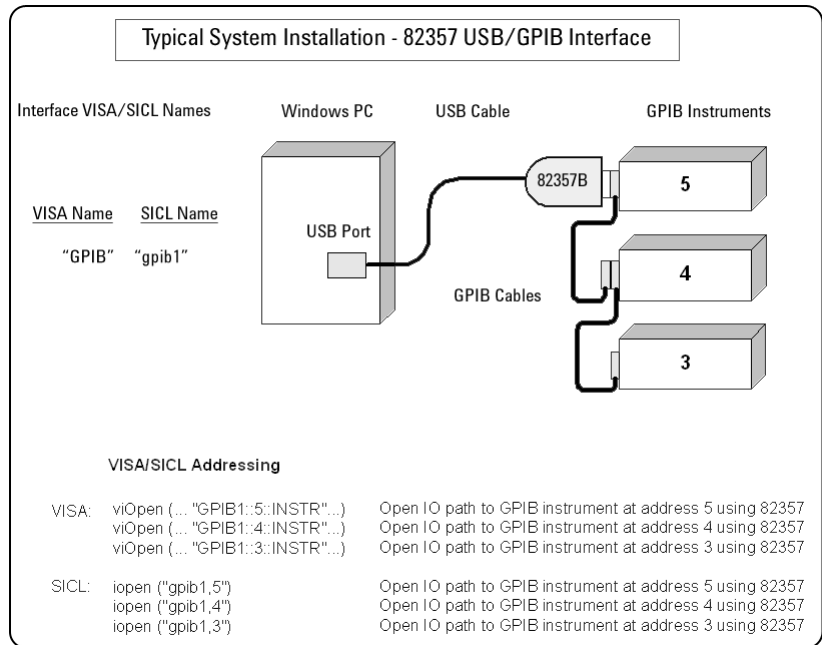 Typical System Installation - 82357 USB/GPIB Interface
Interface VISA/SICL Names
Windows PC
USB Cable
GPIB Instruments
VISA Name SICL Name
“GPIB” “gpib1”
USB Port
82357B
5
GPIB Cables
4
3
VISA/SICL Addressing
VISA: viOpen (... "GPIB1::5::INSTR"...) Open IO path to GPIB instrument at address 5 using 82357
viOpen (... "GPIB1::4::INSTR"...) Open IO path to GPIB instrument at address 4 using 82357
viOpen (... "GPIB1::3::INSTR"...) Open IO path to GPIB instrument at address 3 using 82357
SICL: iopen ("gpib1,5") Open IO path to GPIB instrument at address 5 using 82357
iopen ("gpib1,4") Open IO path to GPIB instrument at address 4 using 82357
iopen ("gpib1,3") Open IO path to GPIB instrument at address 3 using 82357